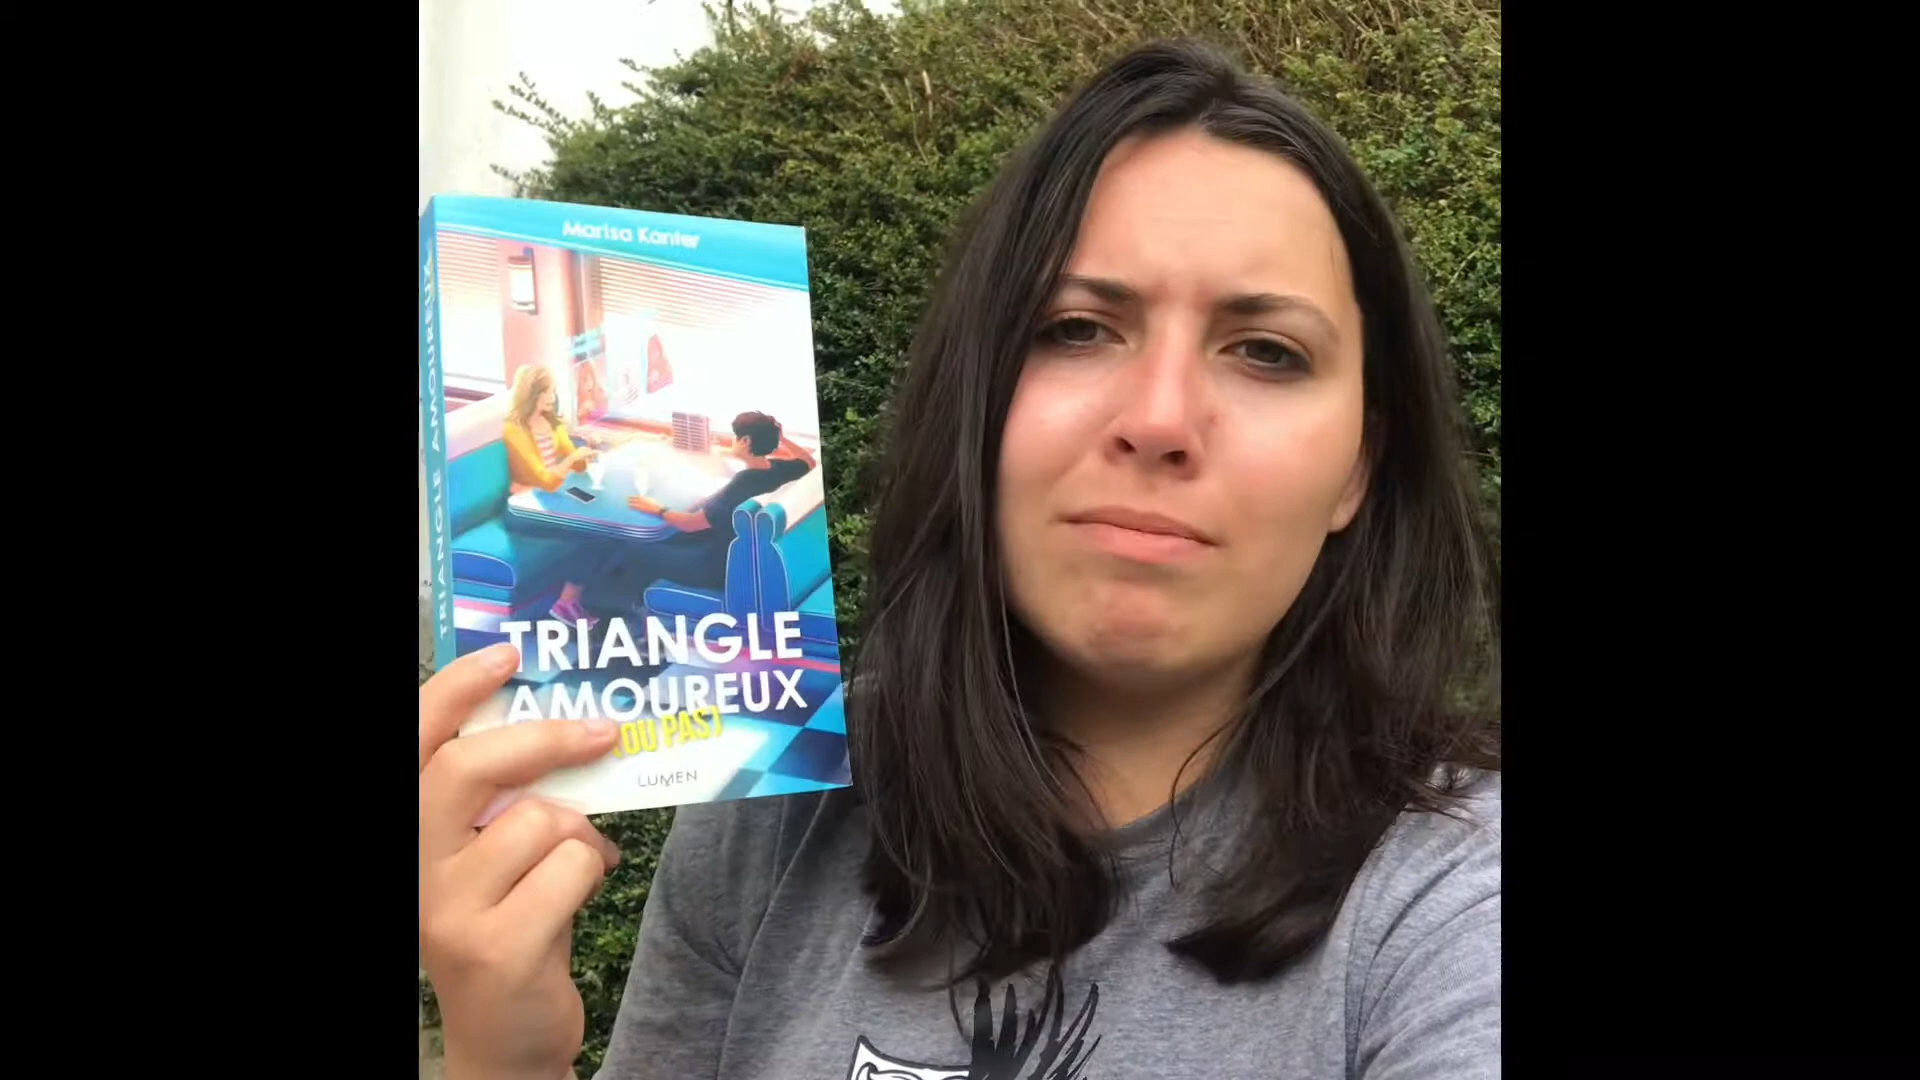 Marisa Kanter
TRIANGLE AMOUREUX
TRIANGLE
AMOUREUX
(OU PAS)
LUMEN